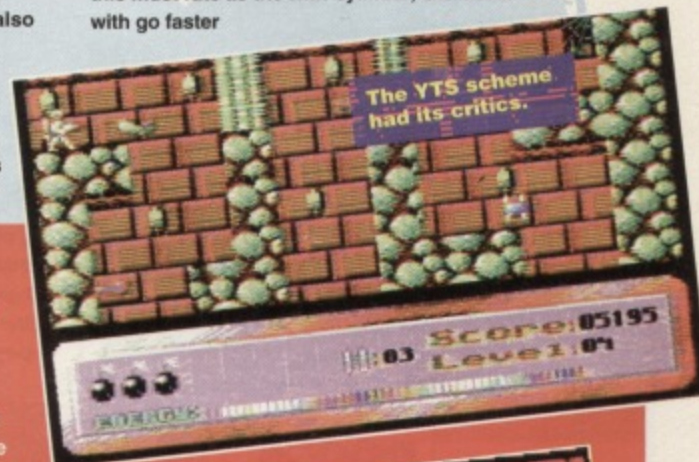 also
with go faster
The YTS scheme
had its critics.
:03
Score:05195
Level:04
ENERGY: